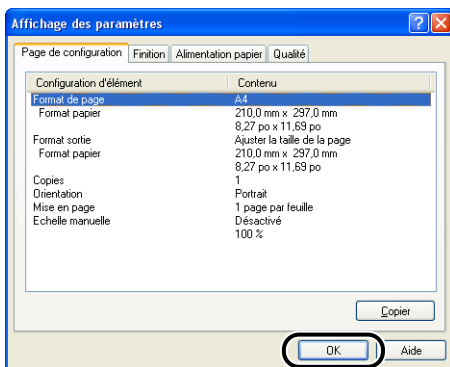 Affichage des paramètres
Page de configuration Finition Alimentation papier Qualité
Configuration d'élément Contenu
Format de page A4
Format papier 210,0 mm x 297,0 mm
8,27 po x 11,69 po
Format sortie Ajuster la taille de la page
Format papier 210,0 mm x 297,0 mm
8,27 po x 11,69 po
Copies 1
Orientation Portrait
Mise en page 1 page par feuille
Echelle manuelle Désactivé
100 %
Copier
OK Aide